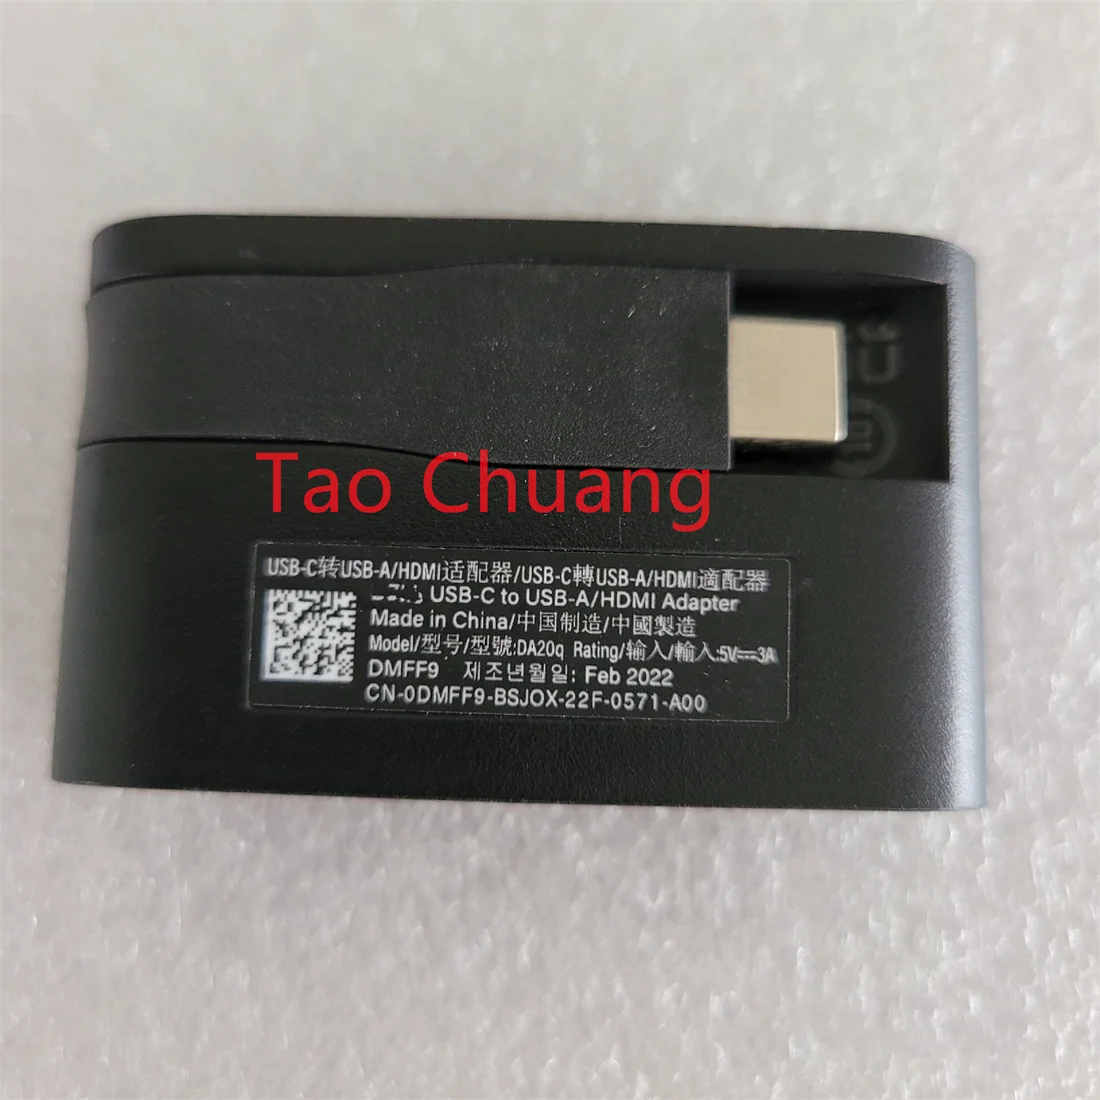 Tao Chuang
USB-C转USB-A/HDMI适配器/USB-C轉USB-A/HDMI適配器
USB-C to USB-A/HDMI Adapter
Made in China/中国制造/中國製造
Model/型号/型號:DA20q Rating/输入/輸入:5V⎓3A
DMFF9 제조년월일: Feb 2022
CN-0DMFF9-BSJOX-22F-0571-A00